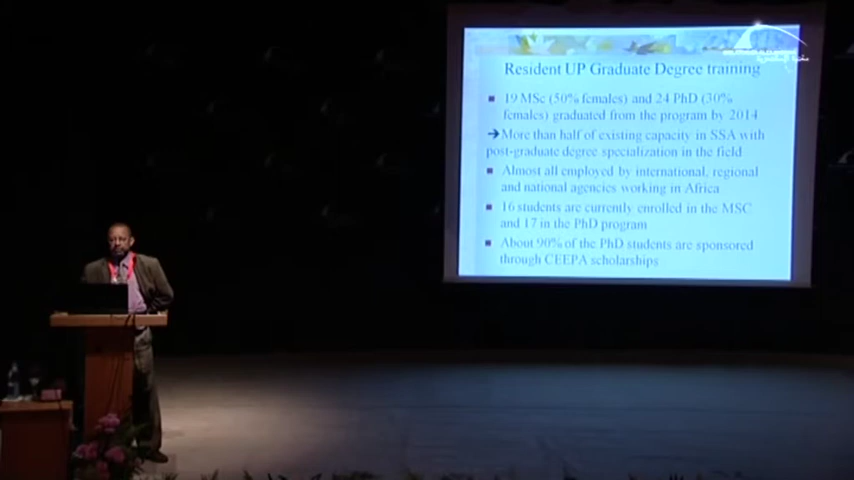 Resident UP Graduate Degree training
■ 19 MSc (50% females) and 24 PhD (30%
females) graduated from the program by 2014
➔ More than half of existing capacity in SSA with
post-graduate degree specialization in the field
■ Almost all employed by international, regional
and national agencies working in Africa
■ 16 students are currently enrolled in the MSC
and 17 in the PhD program
■ About 90% of the PhD students are sponsored
through CEEPA scholarships